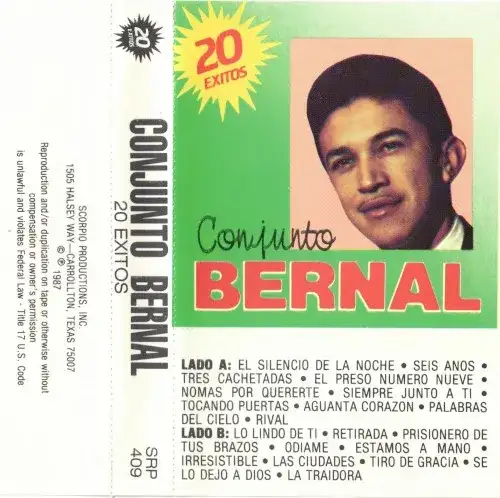 20
EXITOS
CONJUNTO BERNAL
20 EXITOS
SRP
409
SCORPIO PRODUCTIONS, INC.
1505 HALSEY WAY—CARROLLTON, TEXAS 75007
℗ 1987
Reproduction and/or duplication on tape or otherwise without
compensation or owner's permission
is unlawful and violates Federal Law - Title 17 U.S. Code
20
EXITOS
Conjunto
BERNAL
LADO A: EL SILENCIO DE LA NOCHE • SEIS ANOS •
TRES CACHETADAS • EL PRESO NUMERO NUEVE •
NOMAS POR QUERERTE • SIEMPRE JUNTO A TI •
TOCANDO PUERTAS • AGUANTA CORAZON • PALABRAS
DEL CIELO • RIVAL
LADO B: LO LINDO DE TI • RETIRADA • PRISIONERO DE
TUS BRAZOS • ODIAME • ESTAMOS A MANO •
IRRESISTIBLE • LAS CIUDADES • TIRO DE GRACIA • SE
LO DEJO A DIOS • LA TRAIDORA